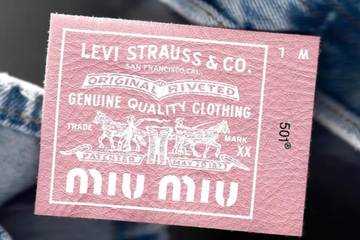 LEVI STRAUSS & CO.
SAN FRANCISCO, CAL.
ORIGINAL RIVETED
GENUINE QUALITY CLOTHING
TRADE MARK
XX
PATENTED MAY 20 1873
miu miu
W L
501®